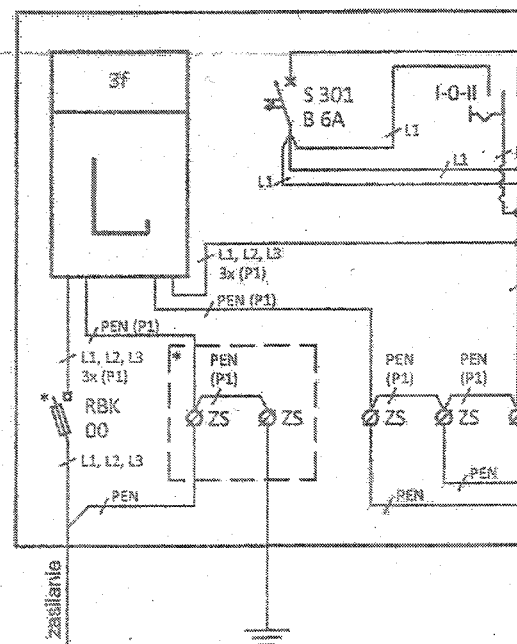 3f
S 301
B 6A
I-0-II
L1
L1
L1
L1, L2, L3
3x (P1)
PEN (P1)
PEN (P1)
L1, L2, L3
3x (P1)
*
PEN
(P1)
PEN
(P1)
PEN
(P1)
*
RBK
00
ZS
ZS
ZS
ZS
L1, L2, L3
PEN
PEN
PEN
zasilanie